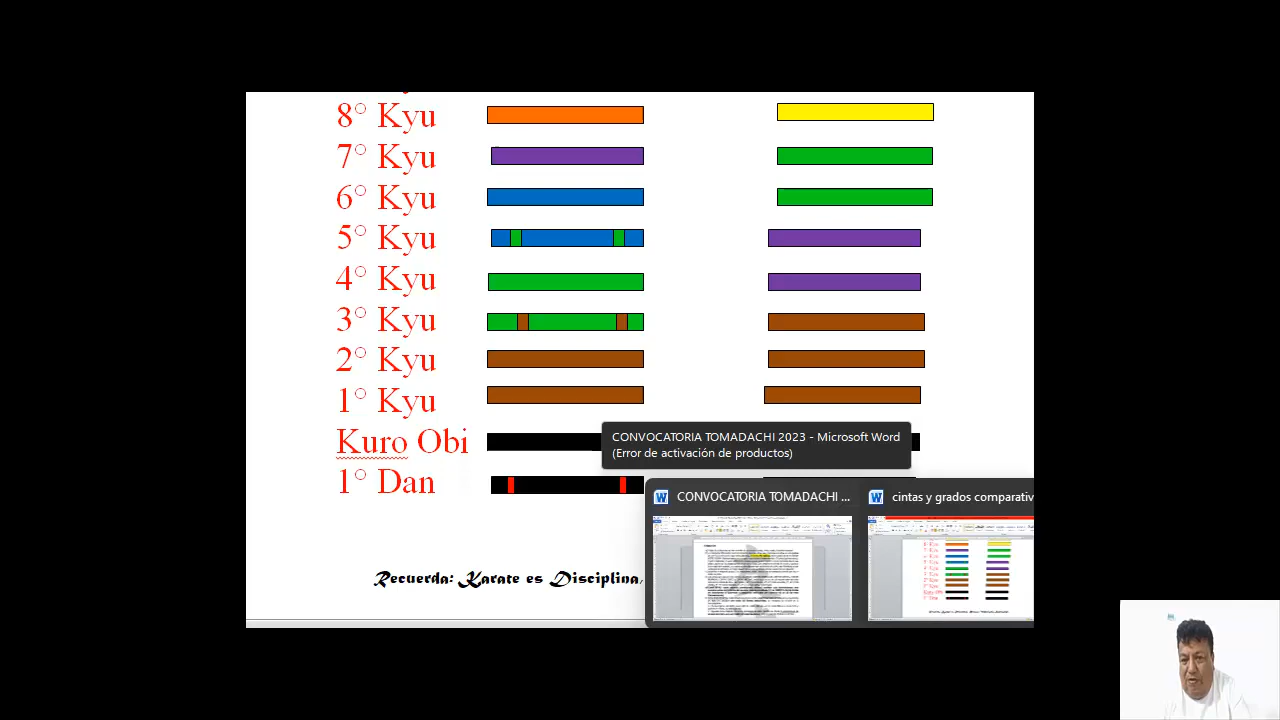 8° Kyu
7° Kyu
6° Kyu
5° Kyu
4° Kyu
3° Kyu
2° Kyu
1° Kyu
Kuro Obi
1° Dan
CONVOCATORIA TOMADACHI 2023 - Microsoft Word
(Error de activación de productos)
CONVOCATORIA TOMADACHI ...
cintas y grados comparativ
Recuerda: Karate es Disciplina,